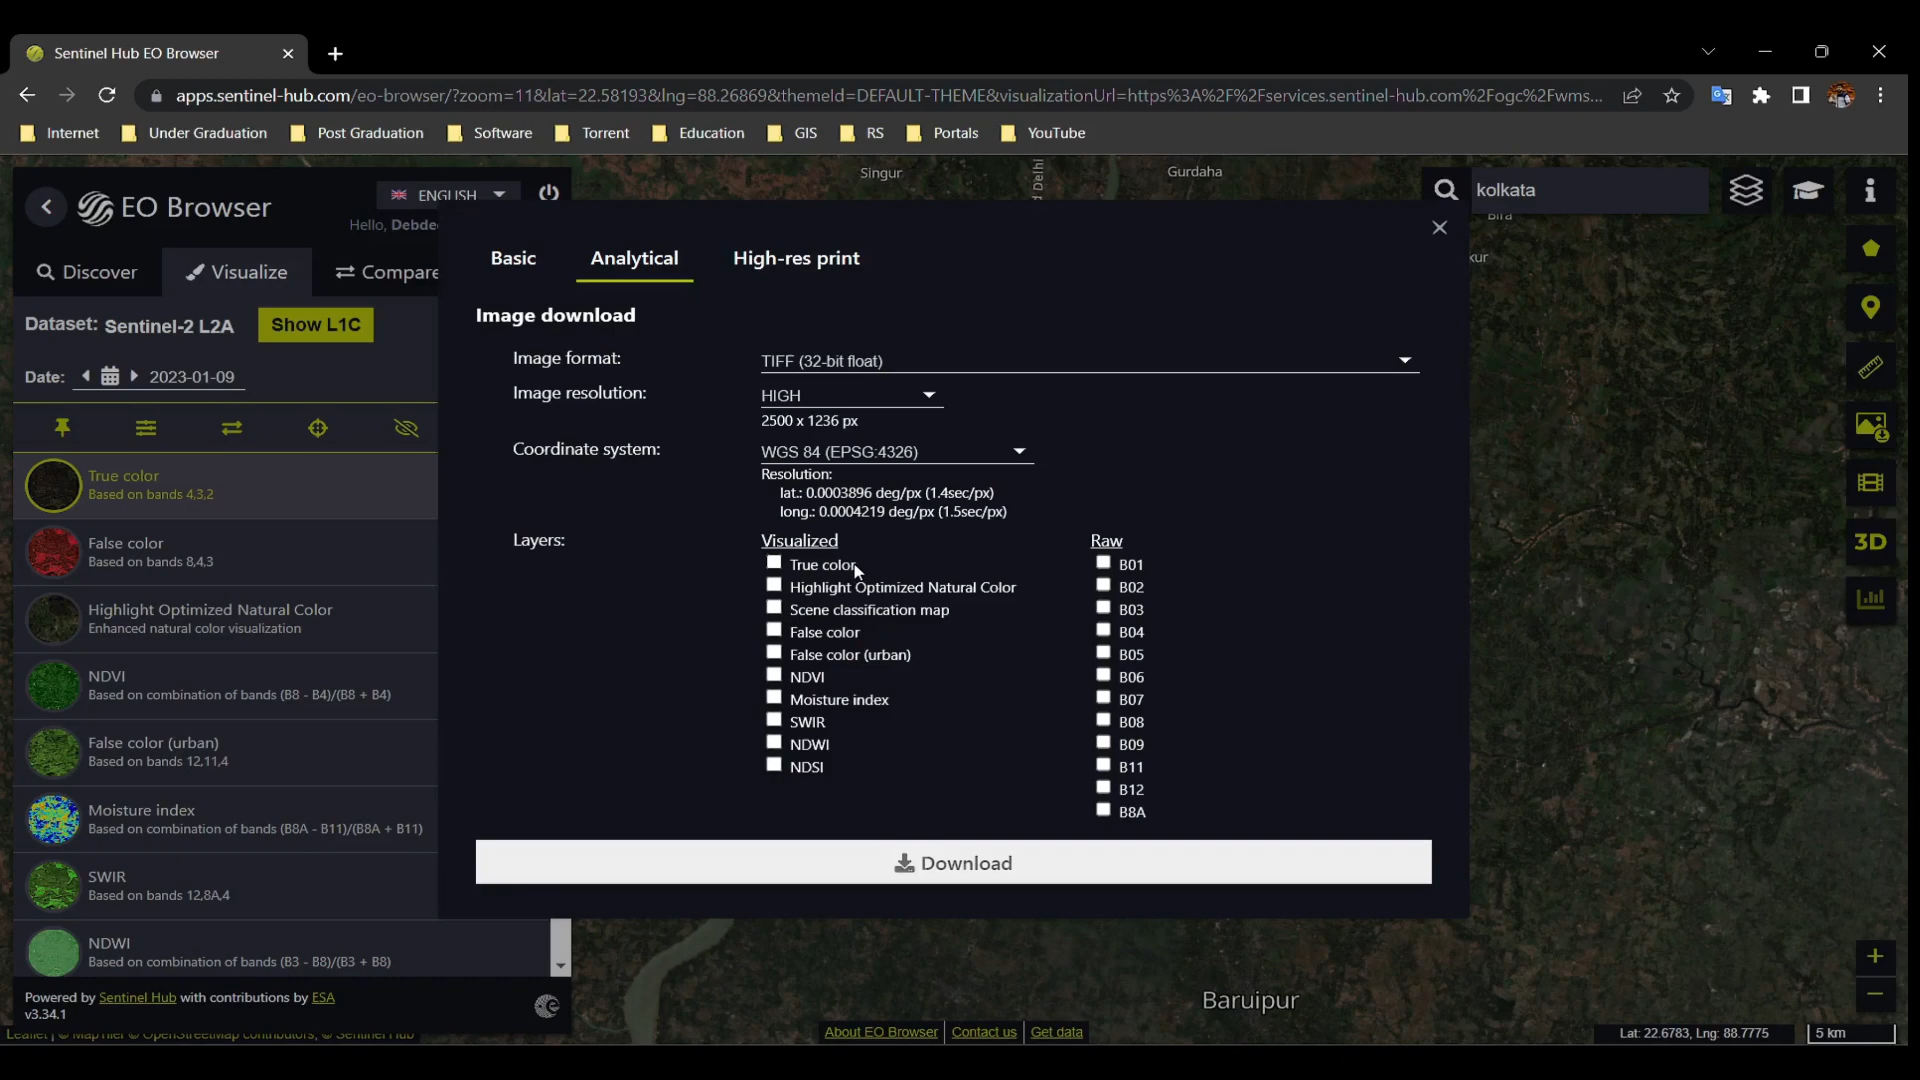 Sentinel Hub EO Browser
apps.sentinel-hub.com/eo-browser/?zoom=11&lat=22.58193&lng=88.26869&themeId=DEFAULT-THEME&visualizationUrl=https%3A%2F%2Fservices.sentinel-hub.com%2Fogc%2Fwms...
Internet Under Graduation Post Graduation Software Torrent Education GIS RS Portals YouTube
Singur
Delhi
Gurdaha
kolkata
Bira
kur
EO Browser
ENGLISH
Hello, Debde
Discover
Visualize
Compare
Dataset: Sentinel-2 L2A
Show L1C
Date: 2023-01-09
True color
Based on bands 4,3,2
False color
Based on bands 8,4,3
Highlight Optimized Natural Color
Enhanced natural color visualization
NDVI
Based on combination of bands (B8 - B4)/(B8 + B4)
False color (urban)
Based on bands 12,11,4
Moisture index
Based on combination of bands (B8A - B11)/(B8A + B11)
SWIR
Based on bands 12,8A,4
NDWI
Based on combination of bands (B3 - B8)/(B3 + B8)
Powered by Sentinel Hub with contributions by ESA
v3.34.1
Leaflet | © MapTiler © OpenStreetMap contributors, © Sentinel Hub
Basic Analytical High-res print
Image download
Image format: TIFF (32-bit float)
Image resolution: HIGH
2500 x 1236 px
Coordinate system: WGS 84 (EPSG:4326)
Resolution:
lat.: 0.0003896 deg/px (1.4sec/px)
long.: 0.0004219 deg/px (1.5sec/px)
Layers: Visualized Raw
True color B01
Highlight Optimized Natural Color B02
Scene classification map B03
False color B04
False color (urban) B05
NDVI B06
Moisture index B07
SWIR B08
NDWI B09
NDSI B11
B12
B8A
Download
3D
Baruipur
About EO Browser Contact us Get data
Lat: 22.6783, Lng: 88.7775
5 km